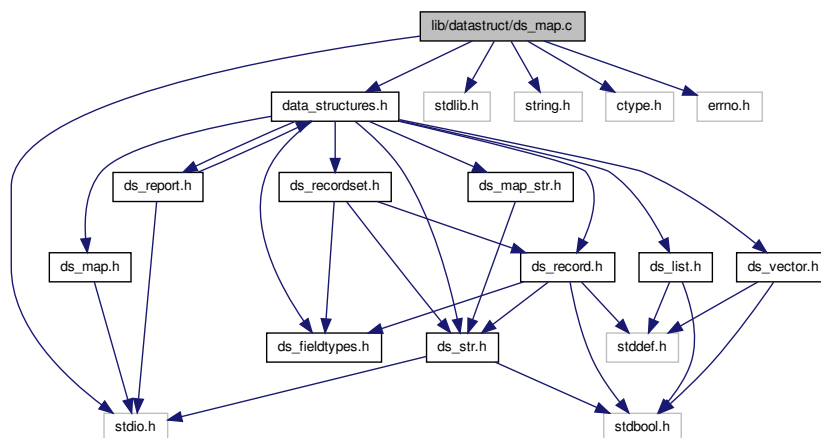 lib/datastruct/ds_map.c
data_structures.h
stdlib.h
string.h
ctype.h
errno.h
ds_report.h
ds_recordset.h
ds_map_str.h
ds_map.h
ds_record.h
ds_list.h
ds_vector.h
ds_fieldtypes.h
ds_str.h
stddef.h
stdio.h
stdbool.h